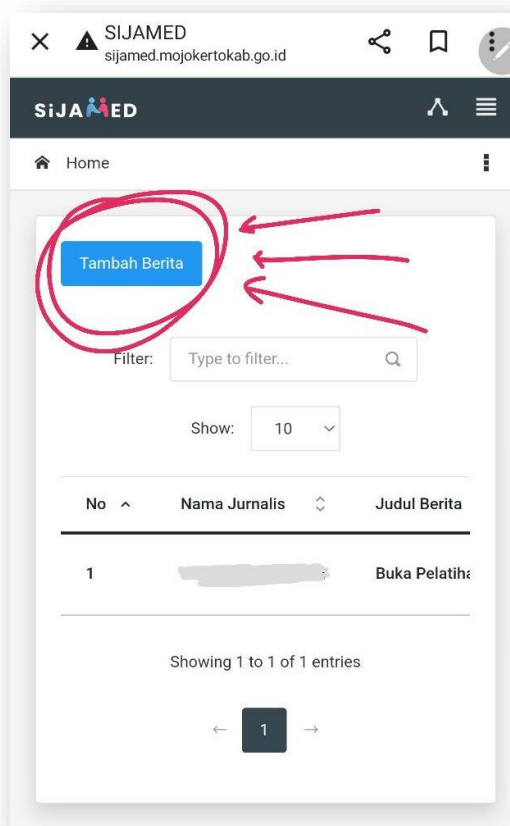 SIJAMED
sijamed.mojokertokab.go.id
SiJAMED
Home
Tambah Berita
Filter: Type to filter...
Show: 10
No Nama Jurnalis Judul Berita
1 Buka Pelatiha
Showing 1 to 1 of 1 entries
← 1 →